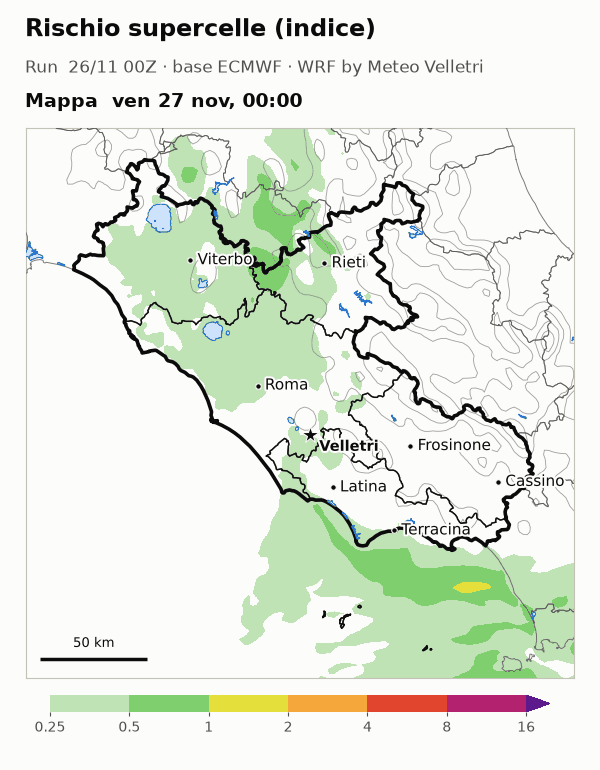 Rischio supercelle (indice)
Run  26/11 00Z · base ECMWF · WRF by Meteo Velletri
Mappa  ven 27 nov, 00:00
Viterbo
Rieti
Roma
Velletri
Frosinone
Cassino
Latina
Terracina
50 km
0.25 0.5 1 2 4 8 16